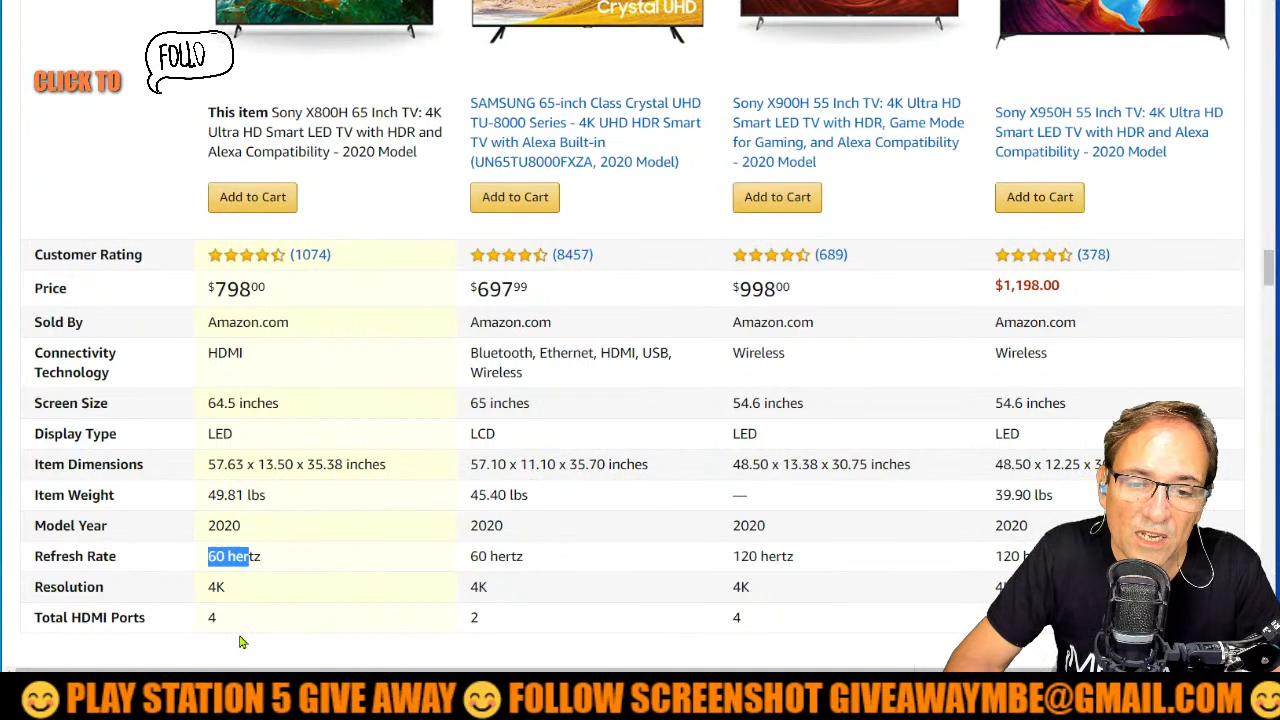 Crystal UHD
FOLLO
CLICK TO
This item Sony X800H 65 Inch TV: 4K
Ultra HD Smart LED TV with HDR and
Alexa Compatibility - 2020 Model
SAMSUNG 65-inch Class Crystal UHD
TU-8000 Series - 4K UHD HDR Smart
TV with Alexa Built-in
(UN65TU8000FXZA, 2020 Model)
Sony X900H 55 Inch TV: 4K Ultra HD
Smart LED TV with HDR, Game Mode
for Gaming, and Alexa Compatibility
- 2020 Model
Sony X950H 55 Inch TV: 4K Ultra HD
Smart LED TV with HDR and Alexa
Compatibility - 2020 Model
Add to Cart Add to Cart Add to Cart Add to Cart
Customer Rating (1074) (8457) (689) (378)
Price $79800 $69799 $99800 $1,198.00
Sold By Amazon.com Amazon.com Amazon.com Amazon.com
Connectivity
Technology
HDMI
Bluetooth, Ethernet, HDMI, USB,
Wireless
Wireless
Wireless
Screen Size 64.5 inches 65 inches 54.6 inches 54.6 inches
Display Type LED LCD LED LED
Item Dimensions 57.63 x 13.50 x 35.38 inches 57.10 x 11.10 x 35.70 inches 48.50 x 13.38 x 30.75 inches 48.50 x 12.25 x
Item Weight 49.81 lbs 45.40 lbs — 39.90 lbs
Model Year 2020 2020 2020 2020
Refresh Rate 60 hertz 60 hertz 120 hertz 120
Resolution 4K 4K 4K
Total HDMI Ports 4 2 4
😊 PLAY STATION 5 GIVE AWAY 😊 FOLLOW SCREENSHOT GIVEAWAYMBE@GMAIL.COM 😊